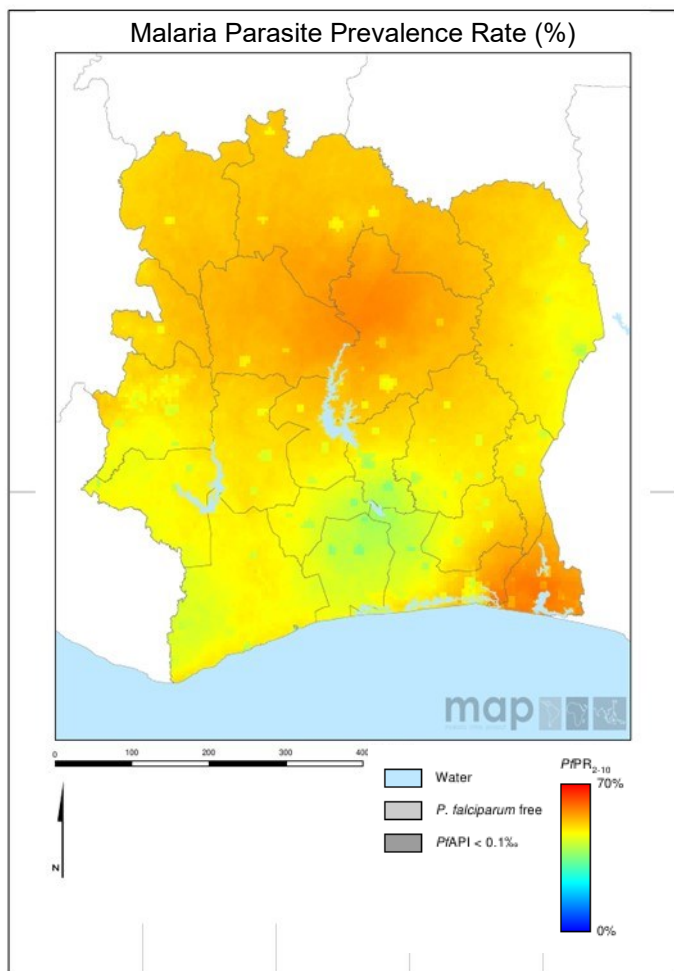 Malaria Parasite Prevalence Rate (%)
map
0 100 200 300 400
N
Water
P. falciparum free
PfAPI < 0.1‰
PfPR2-10
70%
0%